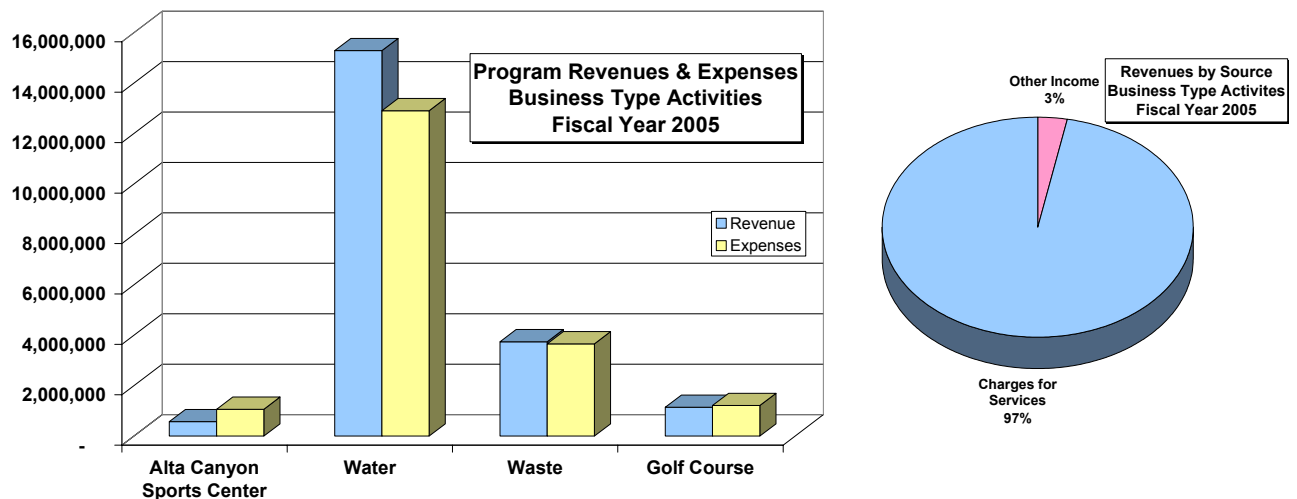 16,000,000
14,000,000
12,000,000
10,000,000
8,000,000
6,000,000
4,000,000
2,000,000
-
Program Revenues & Expenses
Business Type Activities
Fiscal Year 2005
Revenue
Expenses
Alta Canyon
Sports Center
Water
Waste
Golf Course
Revenues by Source
Business Type Activites
Fiscal Year 2005
Other Income
3%
Charges for
Services
97%